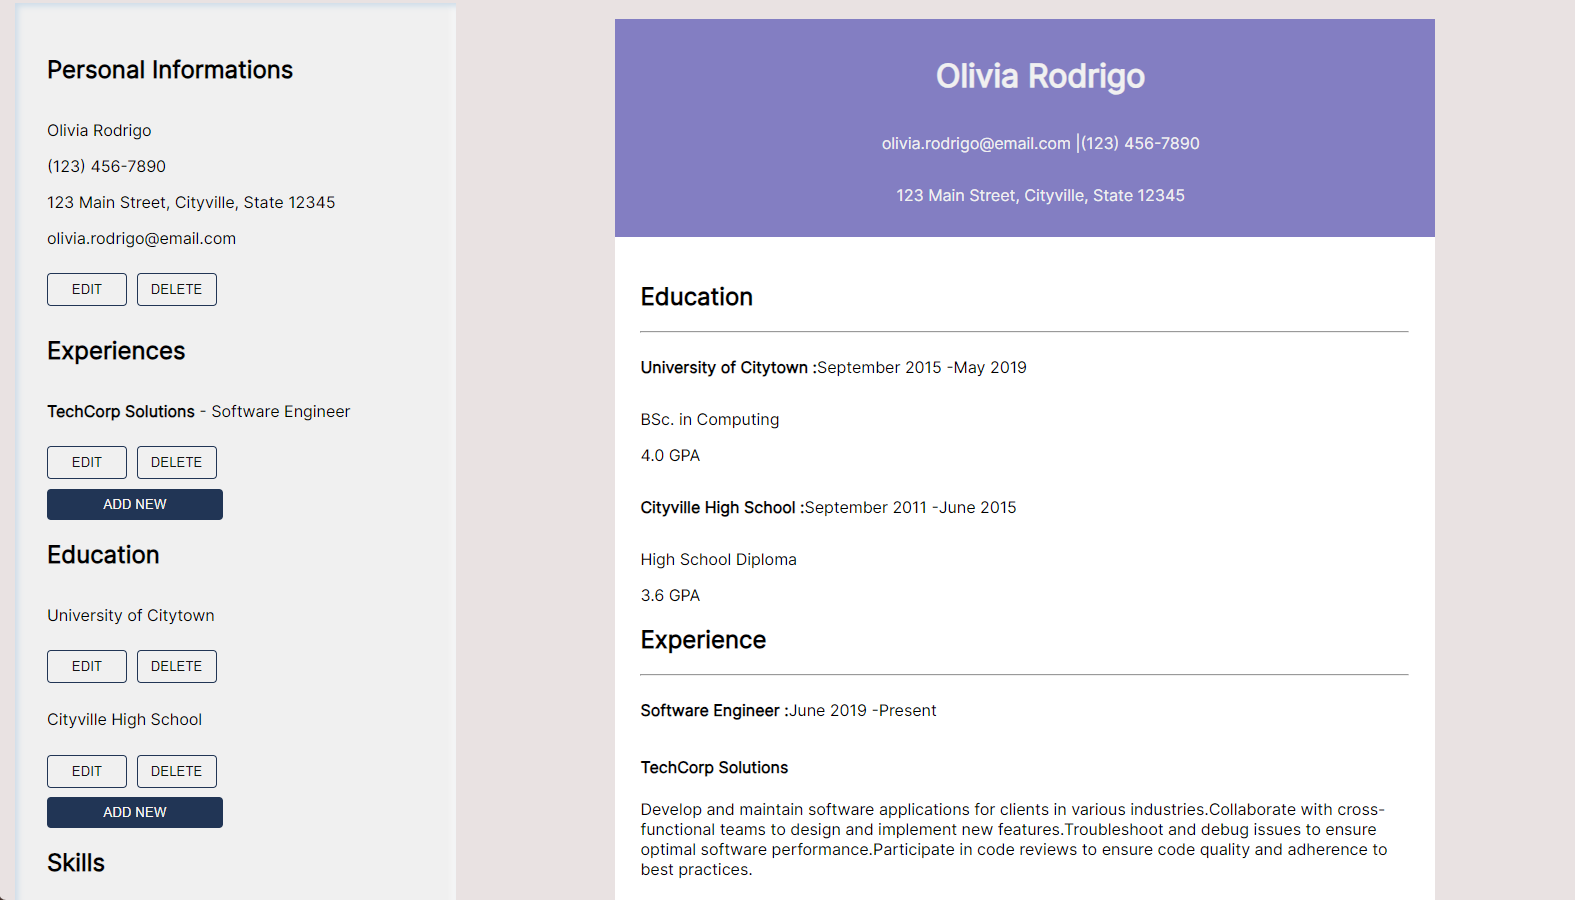 Personal Informations
Olivia Rodrigo
(123) 456-7890
123 Main Street, Cityville, State 12345
olivia.rodrigo@email.com
EDIT DELETE
Experiences
TechCorp Solutions - Software Engineer
EDIT DELETE
ADD NEW
Education
University of Citytown
EDIT DELETE
Cityville High School
EDIT DELETE
ADD NEW
Skills
Olivia Rodrigo
olivia.rodrigo@email.com |(123) 456-7890
123 Main Street, Cityville, State 12345
Education
University of Citytown :September 2015 -May 2019
BSc. in Computing
4.0 GPA
Cityville High School :September 2011 -June 2015
High School Diploma
3.6 GPA
Experience
Software Engineer :June 2019 -Present
TechCorp Solutions
Develop and maintain software applications for clients in various industries.Collaborate with cross-
functional teams to design and implement new features.Troubleshoot and debug issues to ensure
optimal software performance.Participate in code reviews to ensure code quality and adherence to
best practices.